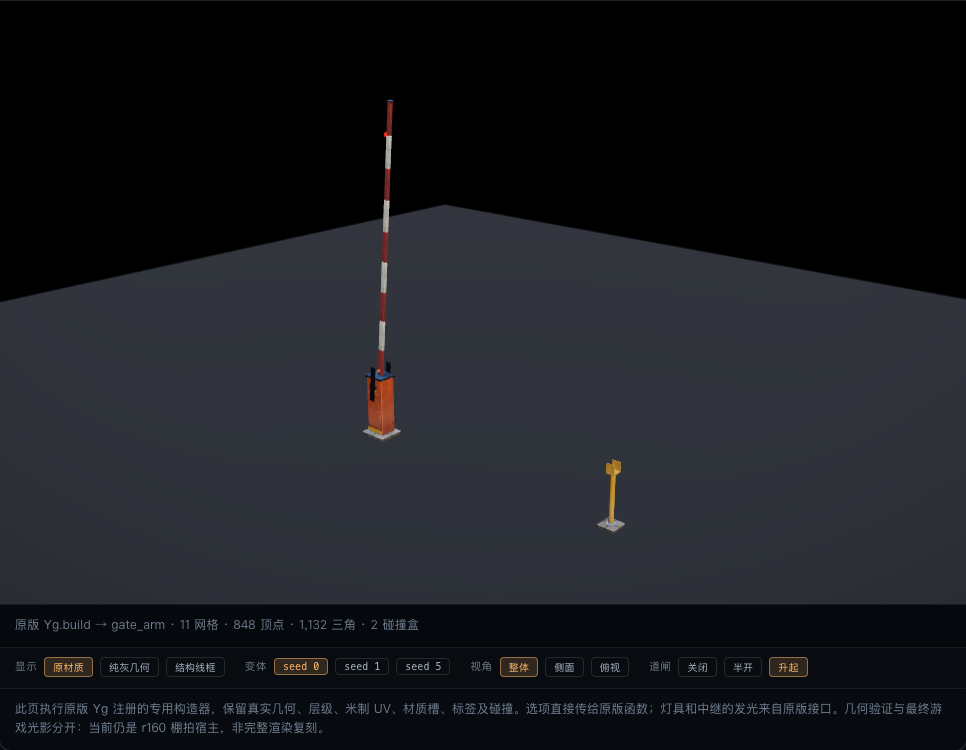 原版 Yg.build → gate_arm · 11 网格 · 848 顶点 · 1,132 三角 · 2 碰撞盒
显示 原材质 纯灰几何 结构线框 变体 seed 0 seed 1 seed 5 视角 整体 侧面 俯视 道闸 关闭 半开 升起
此页执行原版 Yg 注册的专用构造器，保留真实几何、层级、米制 UV、材质槽、标签及碰撞。选项直接传给原版函数；灯具和中继的发光来自原版接口。几何验证与最终游
戏光影分开：当前仍是 r160 棚拍宿主，非完整渲染复刻。